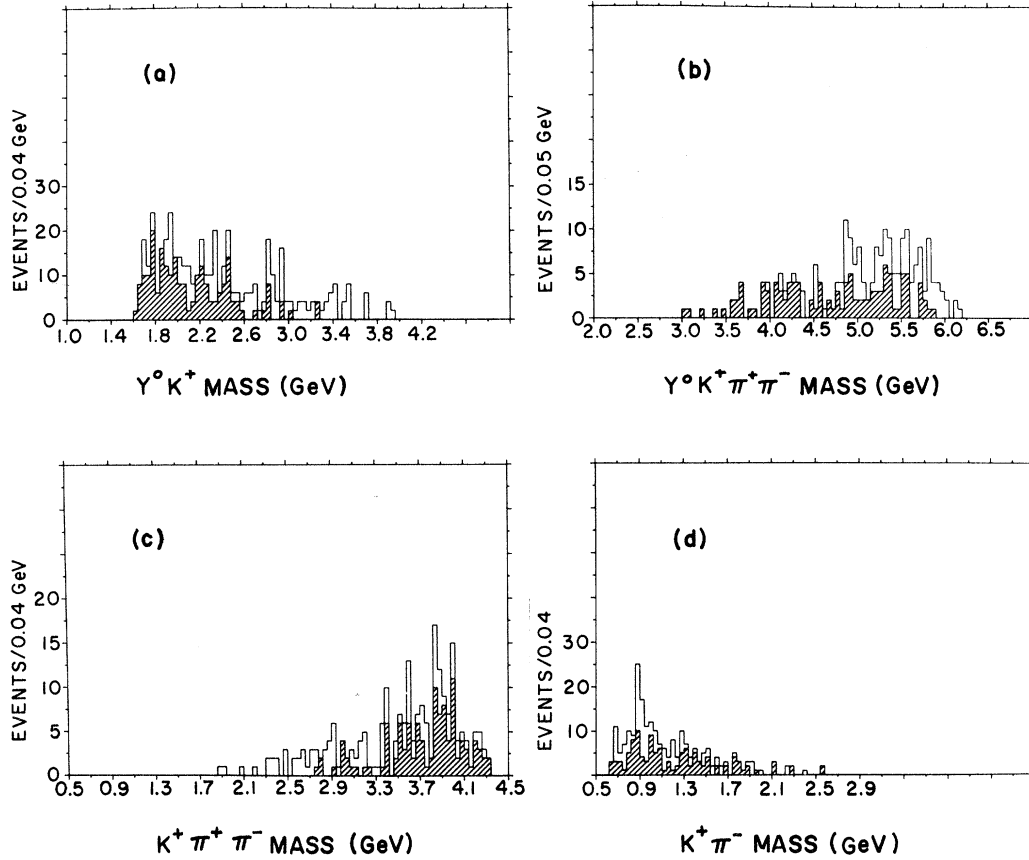 (a)
EVENTS/0.04 GeV
30
20
10
0
1.0 1.4 1.8 2.2 2.6 3.0 3.4 3.8 4.2
Y⁰K⁺ MASS (GeV)
(b)
EVENTS/0.05 GeV
15
10
5
0
2.0 2.5 3.0 3.5 4.0 4.5 5.0 5.5 6.0 6.5
Y⁰K⁺π⁺π⁻ MASS (GeV)
(c)
EVENTS/0.04 GeV
20
15
10
5
0
0.5 0.9 1.3 1.7 2.1 2.5 2.9 3.3 3.7 4.1 4.5
K⁺π⁺π⁻ MASS (GeV)
(d)
EVENTS/0.04
30
20
10
0
0.5 0.9 1.3 1.7 2.1 2.5 2.9
K⁺π⁻ MASS (GeV)